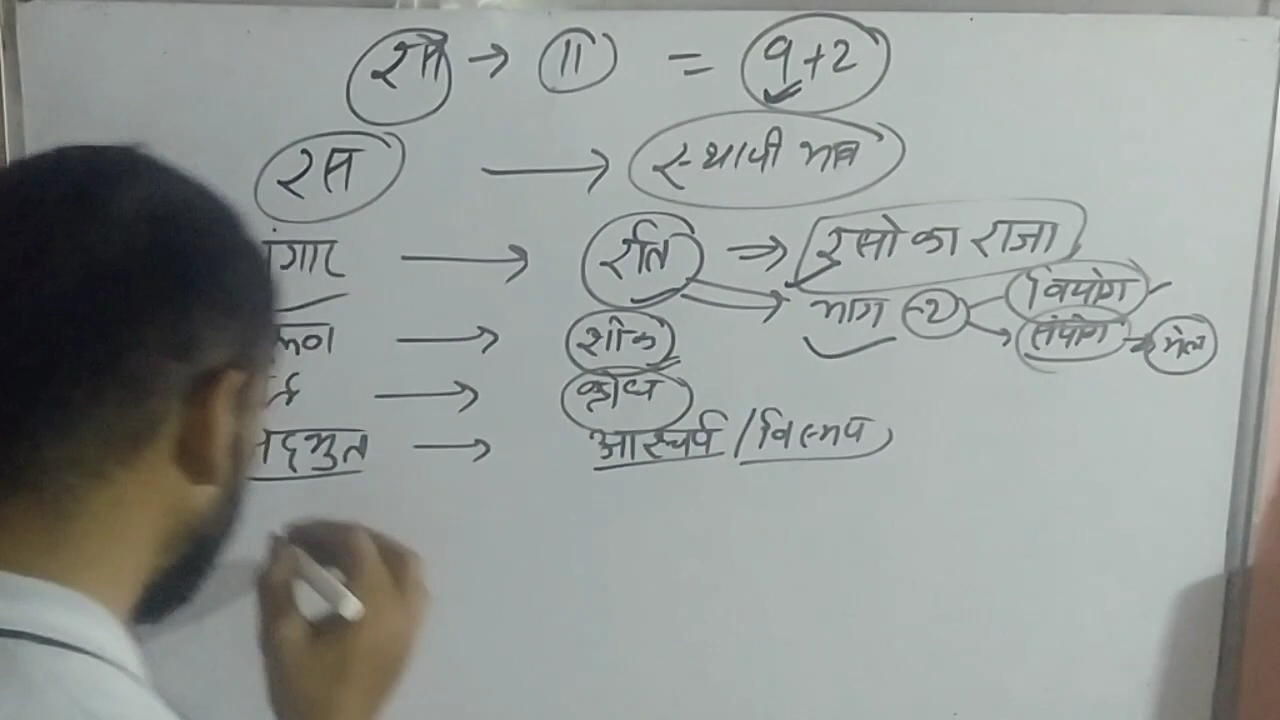 रस → 11 = 9+2
रस → स्थायी भाव
ंगार → रति ⇒ रसो का राजा
भाग -2 वियोग
संयोग → मेल
रुण → शोक
द्र → क्रोध
द्भुत → आश्चर्य / विस्मय